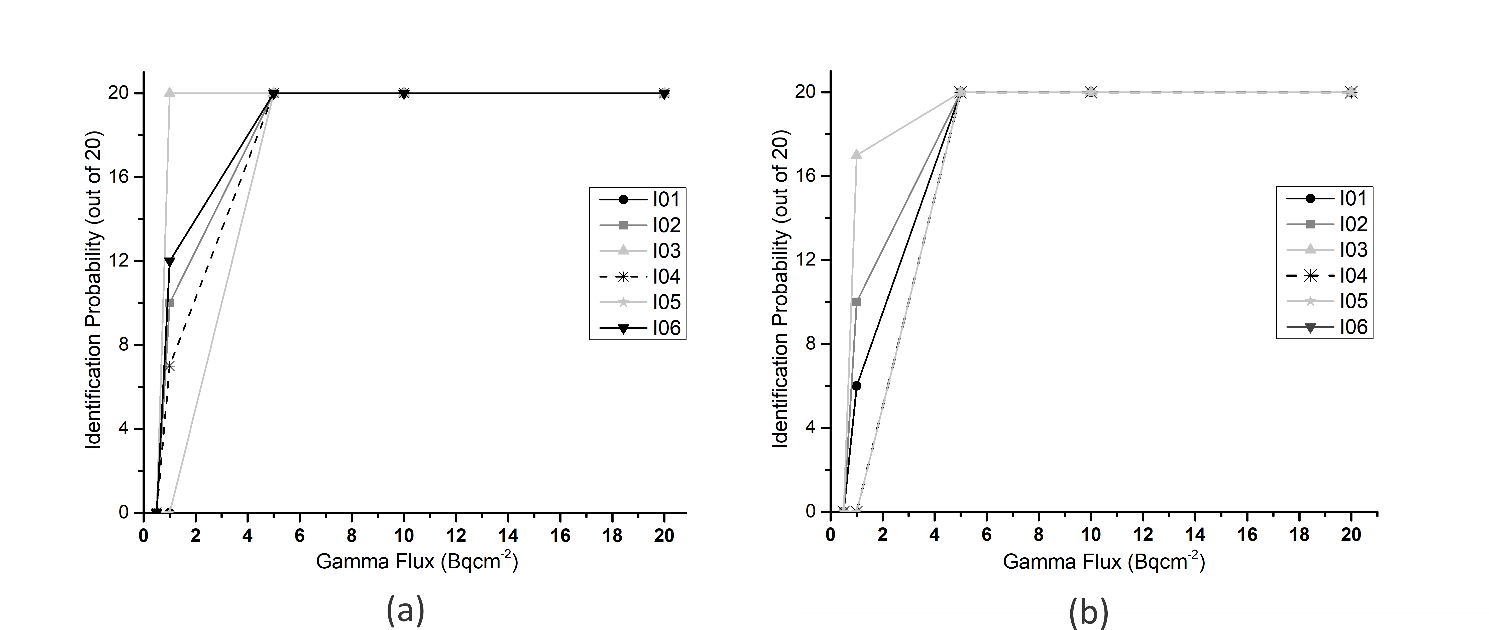 Identification Probability (out of 20)
20
16
12
8
4
0
0 2 4 6 8 10 12 14 16 18 20
Gamma Flux (Bqcm⁻²)
I01
I02
I03
I04
I05
I06
(a)
Identification Probability (out of 20)
20
16
12
8
4
0
0 2 4 6 8 10 12 14 16 18 20
Gamma Flux (Bqcm⁻²)
I01
I02
I03
I04
I05
I06
(b)